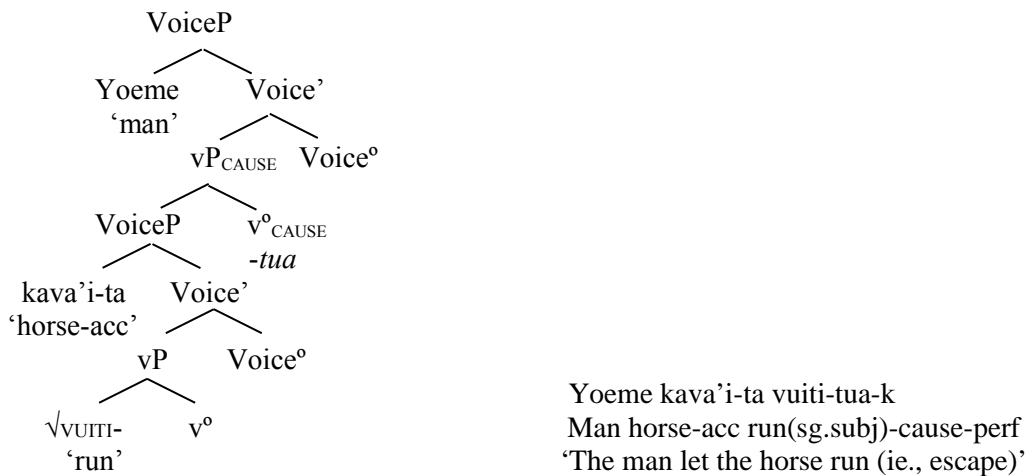 VoiceP
Yoeme Voice’
‘man’
vP_CAUSE Voiceº
VoiceP vº_CAUSE
-tua
kava’i-ta Voice’
‘horse-acc’
vP Voiceº
Yoeme kava’i-ta vuiti-tua-k
√VUITI- vº Man horse-acc run(sg.subj)-cause-perf
‘run’ ‘The man let the horse run (ie., escape)’